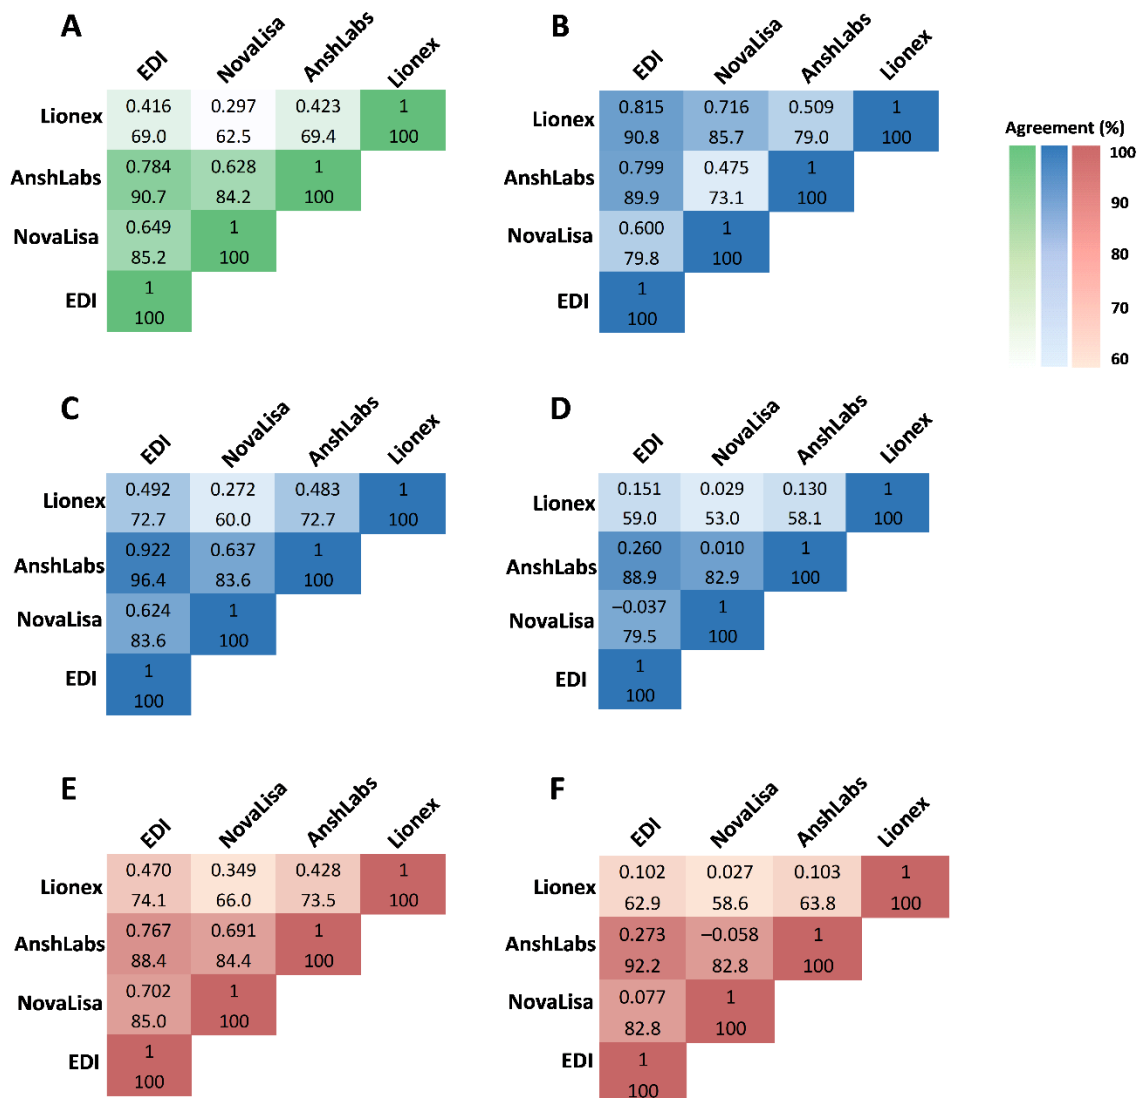 A
EDI NovaLisa AnshLabs Lionex
Lionex 0.416 0.297 0.423 1
69.0 62.5 69.4 100
AnshLabs 0.784 0.628 1
90.7 84.2 100
NovaLisa 0.649 1
85.2 100
EDI 1
100
B
EDI NovaLisa AnshLabs Lionex
Lionex 0.815 0.716 0.509 1
90.8 85.7 79.0 100
AnshLabs 0.799 0.475 1
89.9 73.1 100
NovaLisa 0.600 1
79.8 100
EDI 1
100
Agreement (%)
100
90
80
70
60
C
EDI NovaLisa AnshLabs Lionex
Lionex 0.492 0.272 0.483 1
72.7 60.0 72.7 100
AnshLabs 0.922 0.637 1
96.4 83.6 100
NovaLisa 0.624 1
83.6 100
EDI 1
100
D
EDI NovaLisa AnshLabs Lionex
Lionex 0.151 0.029 0.130 1
59.0 53.0 58.1 100
AnshLabs 0.260 0.010 1
88.9 82.9 100
NovaLisa –0.037 1
79.5 100
EDI 1
100
E
EDI NovaLisa AnshLabs Lionex
Lionex 0.470 0.349 0.428 1
74.1 66.0 73.5 100
AnshLabs 0.767 0.691 1
88.4 84.4 100
NovaLisa 0.702 1
85.0 100
EDI 1
100
F
EDI NovaLisa AnshLabs Lionex
Lionex 0.102 0.027 0.103 1
62.9 58.6 63.8 100
AnshLabs 0.273 –0.058 1
92.2 82.8 100
NovaLisa 0.077 1
82.8 100
EDI 1
100